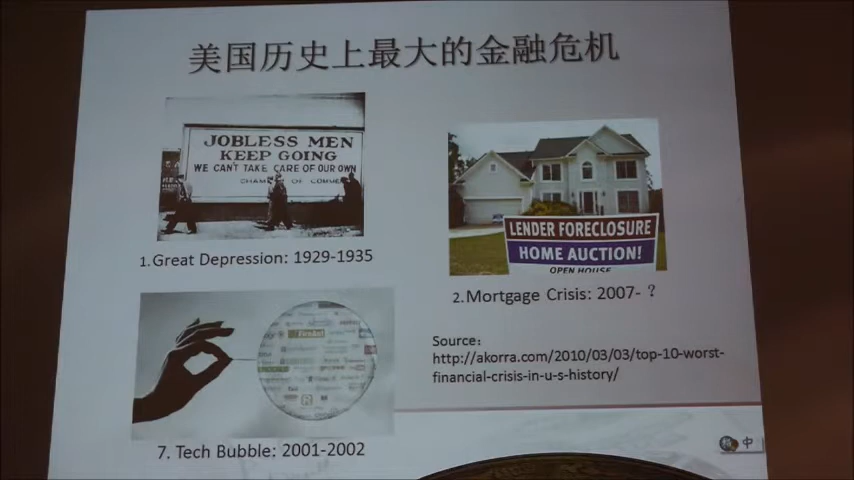 美国历史上最大的金融危机
JOBLESS MEN
KEEP GOING
WE CAN'T TAKE CARE OF OUR OWN
LENDER FORECLOSURE
HOME AUCTION!
OPEN HOUSE
1.Great Depression: 1929-1935
2.Mortgage Crisis: 2007-？
Source：
http://akorra.com/2010/03/03/top-10-worst-
financial-crisis-in-u-s-history/
7. Tech Bubble: 2001-2002
中